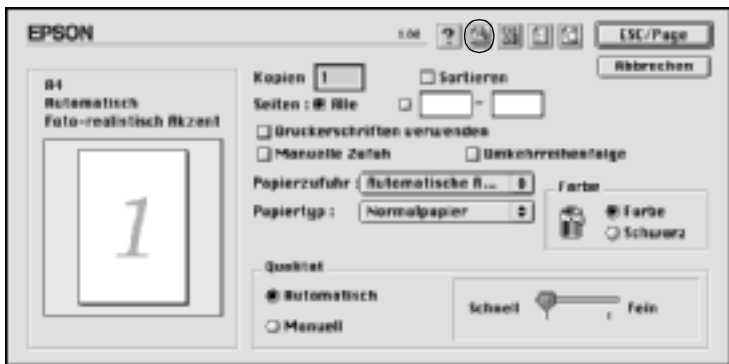 EPSON
1.0E ? ESC/Page
Abbrechen
A4
Automatisch
Foto-realistisch Akzent
1
Kopien 1 Sortieren
Seiten : Alle -
Druckerschriften verwenden
Manuelle Zufuh Umkehrreihenfolge
Papierzufuhr : Automatische A...
Papiertyp : Normalpapier
Farbe
Farbe
Schwarz
Qualität
Automatisch
Manuell
Schnell Fein